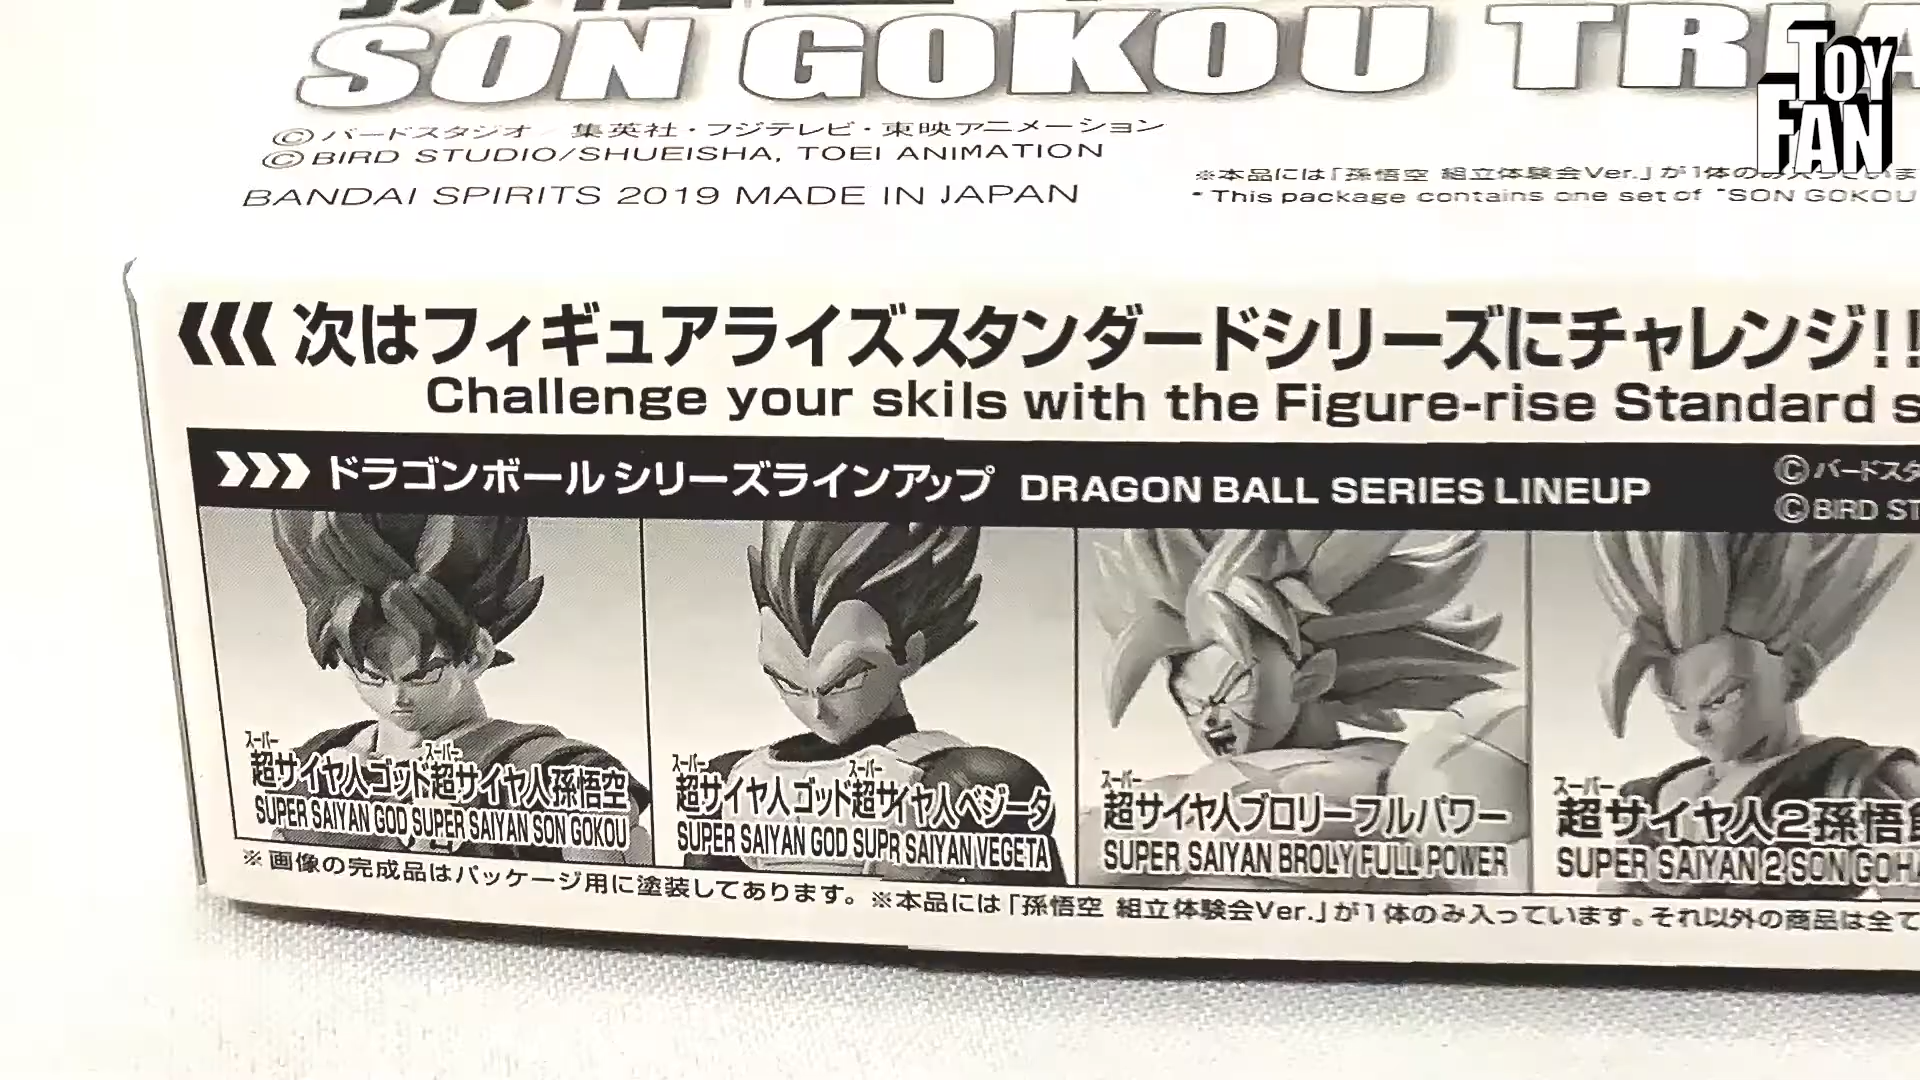 SON GOKOU TRIA
TOY
FAN
©バードスタジオ／集英社・フジテレビ・東映アニメーション
©BIRD STUDIO/SHUEISHA, TOEI ANIMATION
BANDAI SPIRITS 2019 MADE IN JAPAN
※本品には「孫悟空 組立体験会Ver.」が1体のみ入っていま
* This package contains one set of "SON GOKOU
次はフィギュアライズスタンダードシリーズにチャレンジ!!
Challenge your skils with the Figure-rise Standard s
ドラゴンボール シリーズラインアップ DRAGON BALL SERIES LINEUP
©バードスタ
©BIRD ST
スーパー スーパー
超サイヤ人ゴッド超サイヤ人孫悟空
SUPER SAIYAN GOD SUPER SAIYAN SON GOKOU
スーパー スーパー
超サイヤ人ゴッド超サイヤ人ベジータ
SUPER SAIYAN GOD SUPR SAIYAN VEGETA
スーパー
超サイヤ人ブロリーフルパワー
SUPER SAIYAN BROLY FULL POWER
スーパー
超サイヤ人2孫悟飯
SUPER SAIYAN 2 SON GOHA
※画像の完成品はパッケージ用に塗装してあります。※本品には「孫悟空 組立体験会Ver.」が1体のみ入っています。それ以外の商品は全て